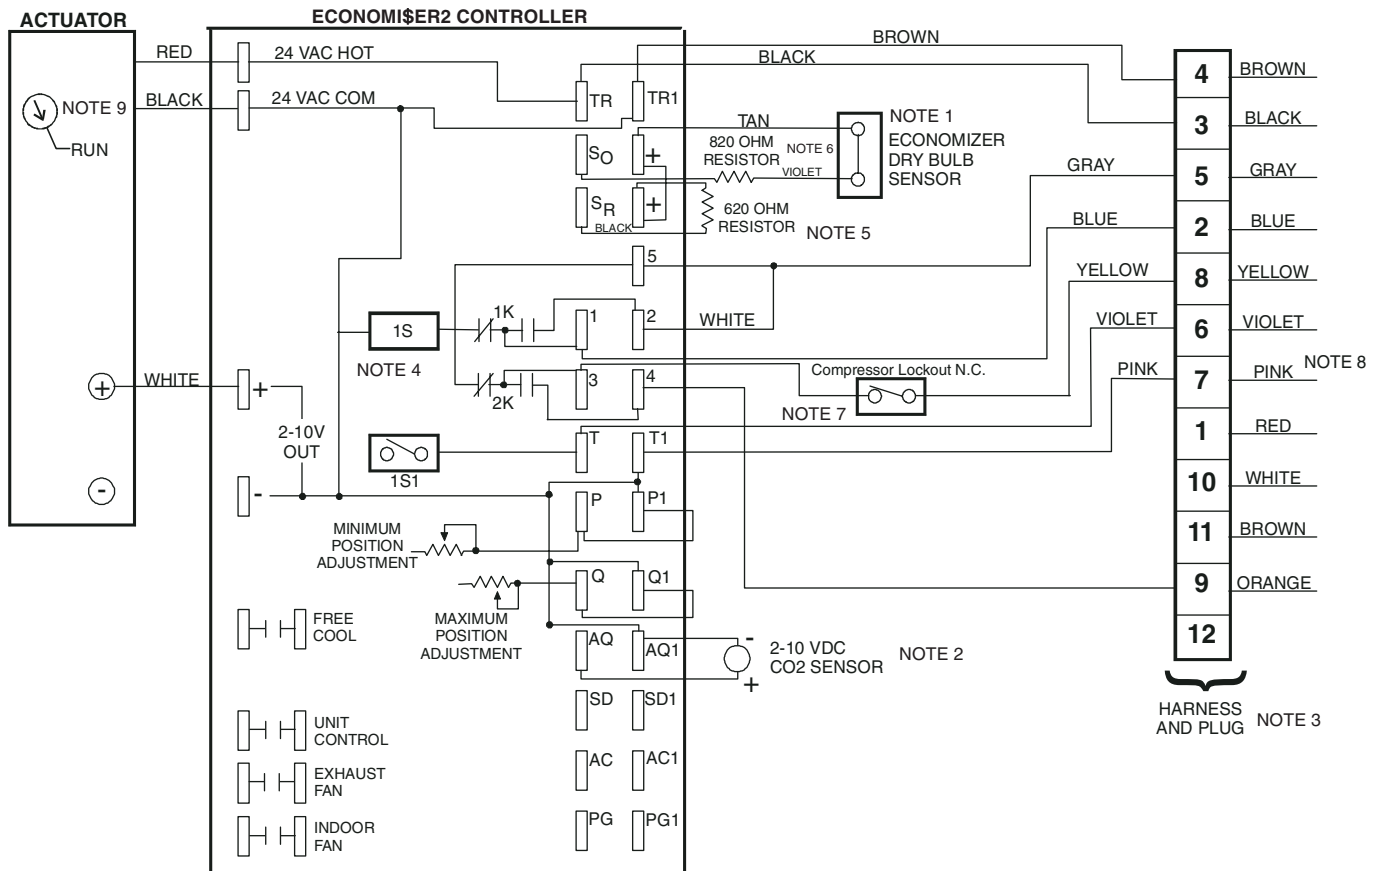 ACTUATOR
ECONOMI$ER2 CONTROLLER
RED
24 VAC HOT
BROWN
BLACK
4
BROWN
NOTE 9
RUN
BLACK
24 VAC COM
TR
TR1
3
BLACK
NOTE 1
ECONOMIZER
DRY BULB
SENSOR
TAN
820 OHM
RESISTOR
NOTE 6
VIOLET
SO
+
SR
+
BLACK
620 OHM
RESISTOR
NOTE 5
GRAY
5
GRAY
BLUE
2
BLUE
5
YELLOW
8
YELLOW
1S
NOTE 4
1K
1
2
WHITE
VIOLET
6
VIOLET
2K
3
4
Compressor Lockout N.C.
NOTE 7
PINK
7
PINK
NOTE 8
+
WHITE
+
2-10V
OUT
1S1
T
T1
1
RED
-
-
P
P1
10
WHITE
MINIMUM
POSITION
ADJUSTMENT
11
BROWN
Q
Q1
9
ORANGE
MAXIMUM
POSITION
ADJUSTMENT
FREE
COOL
AQ
AQ1
-
+
2-10 VDC
CO2 SENSOR
NOTE 2
12
SD
SD1
HARNESS
AND PLUG
NOTE 3
UNIT
CONTROL
AC
AC1
EXHAUST
FAN
PG
PG1
INDOOR
FAN